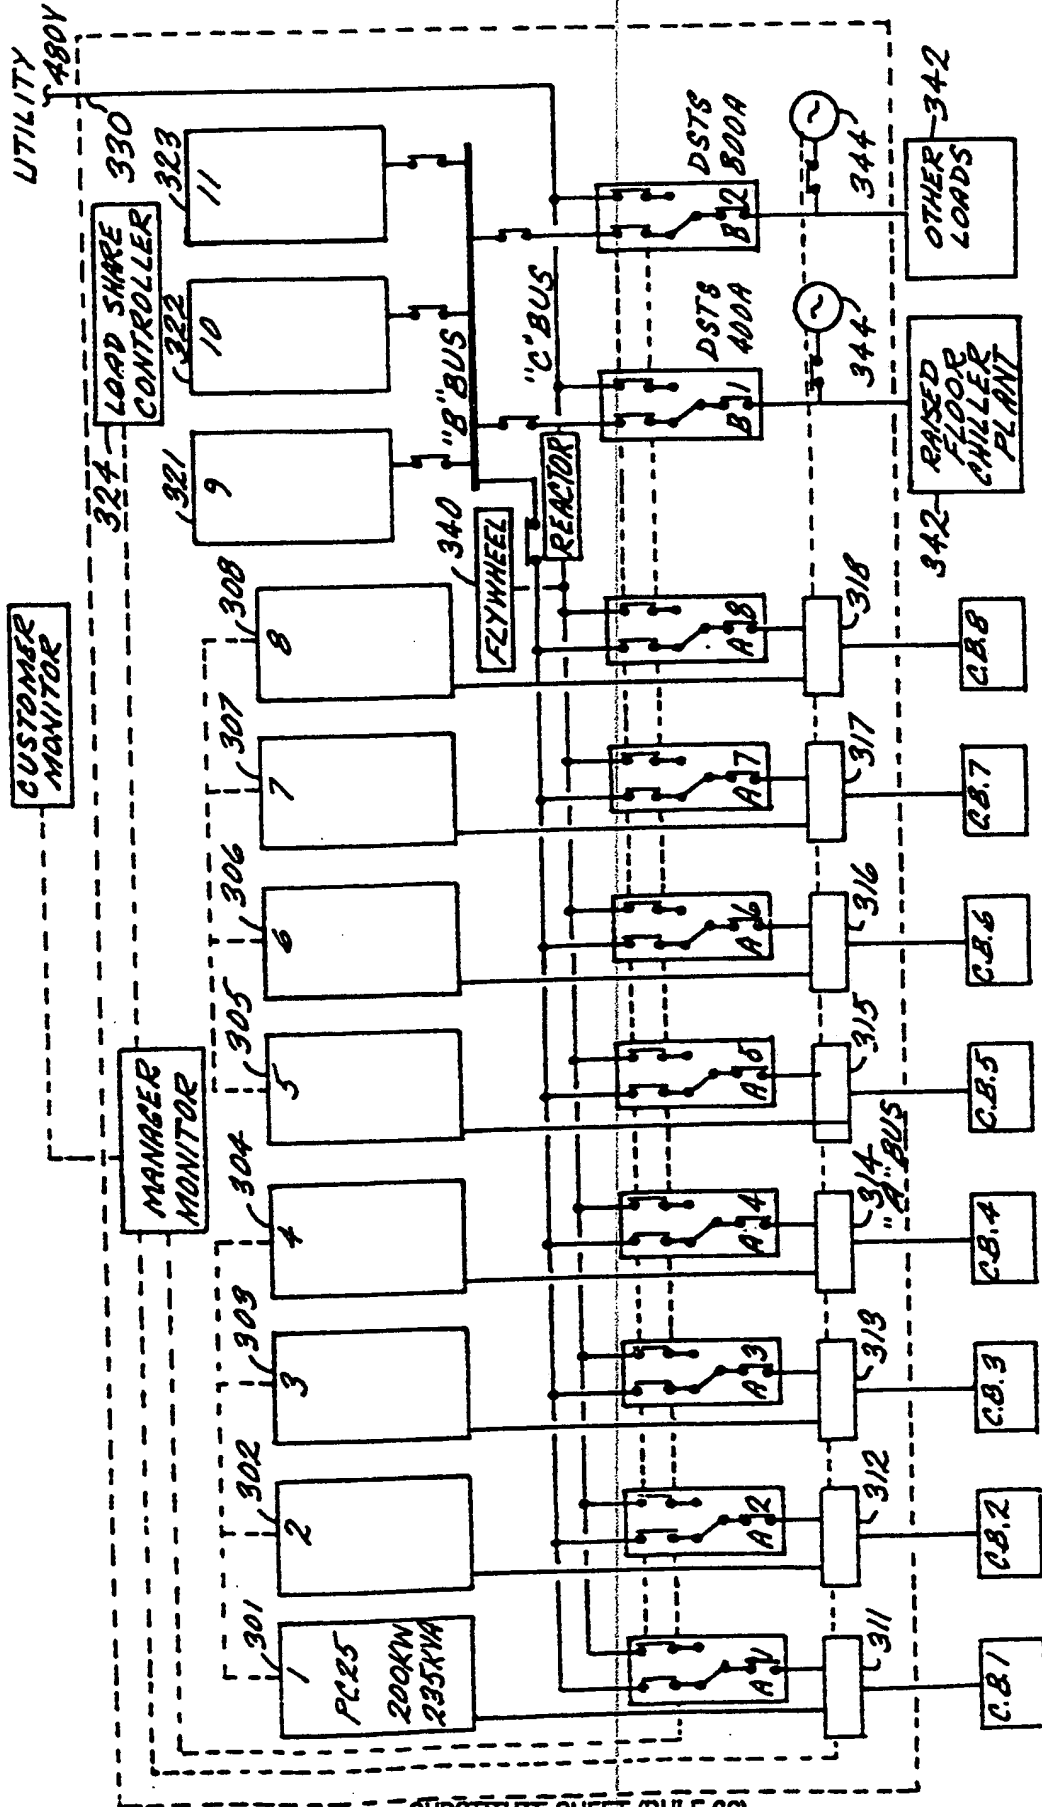 UTILITY
480V
330
CUSTOMER
MONITOR
MANAGER
MONITOR
324
LOAD SHARE
CONTROLLER
301
302
303
304
305
306
307
308
321
322
323
1
PC25
200KW
235KVA
2
3
4
5
6
7
8
9
10
11
"B" BUS
"C" BUS
FLYWHEEL
340
REACTOR
A1
A2
A3
A4
A5
A6
A7
A8
B1
B2
DSTS
400A
DSTS
800A
311
312
313
314
315
316
317
318
"A" BUS
344
344
C.B.1
C.B.2
C.B.3
C.B.4
C.B.5
C.B.6
C.B.7
C.B.8
RAISED
FLOOR
CHILLER
PLANT
342
OTHER
LOADS
342